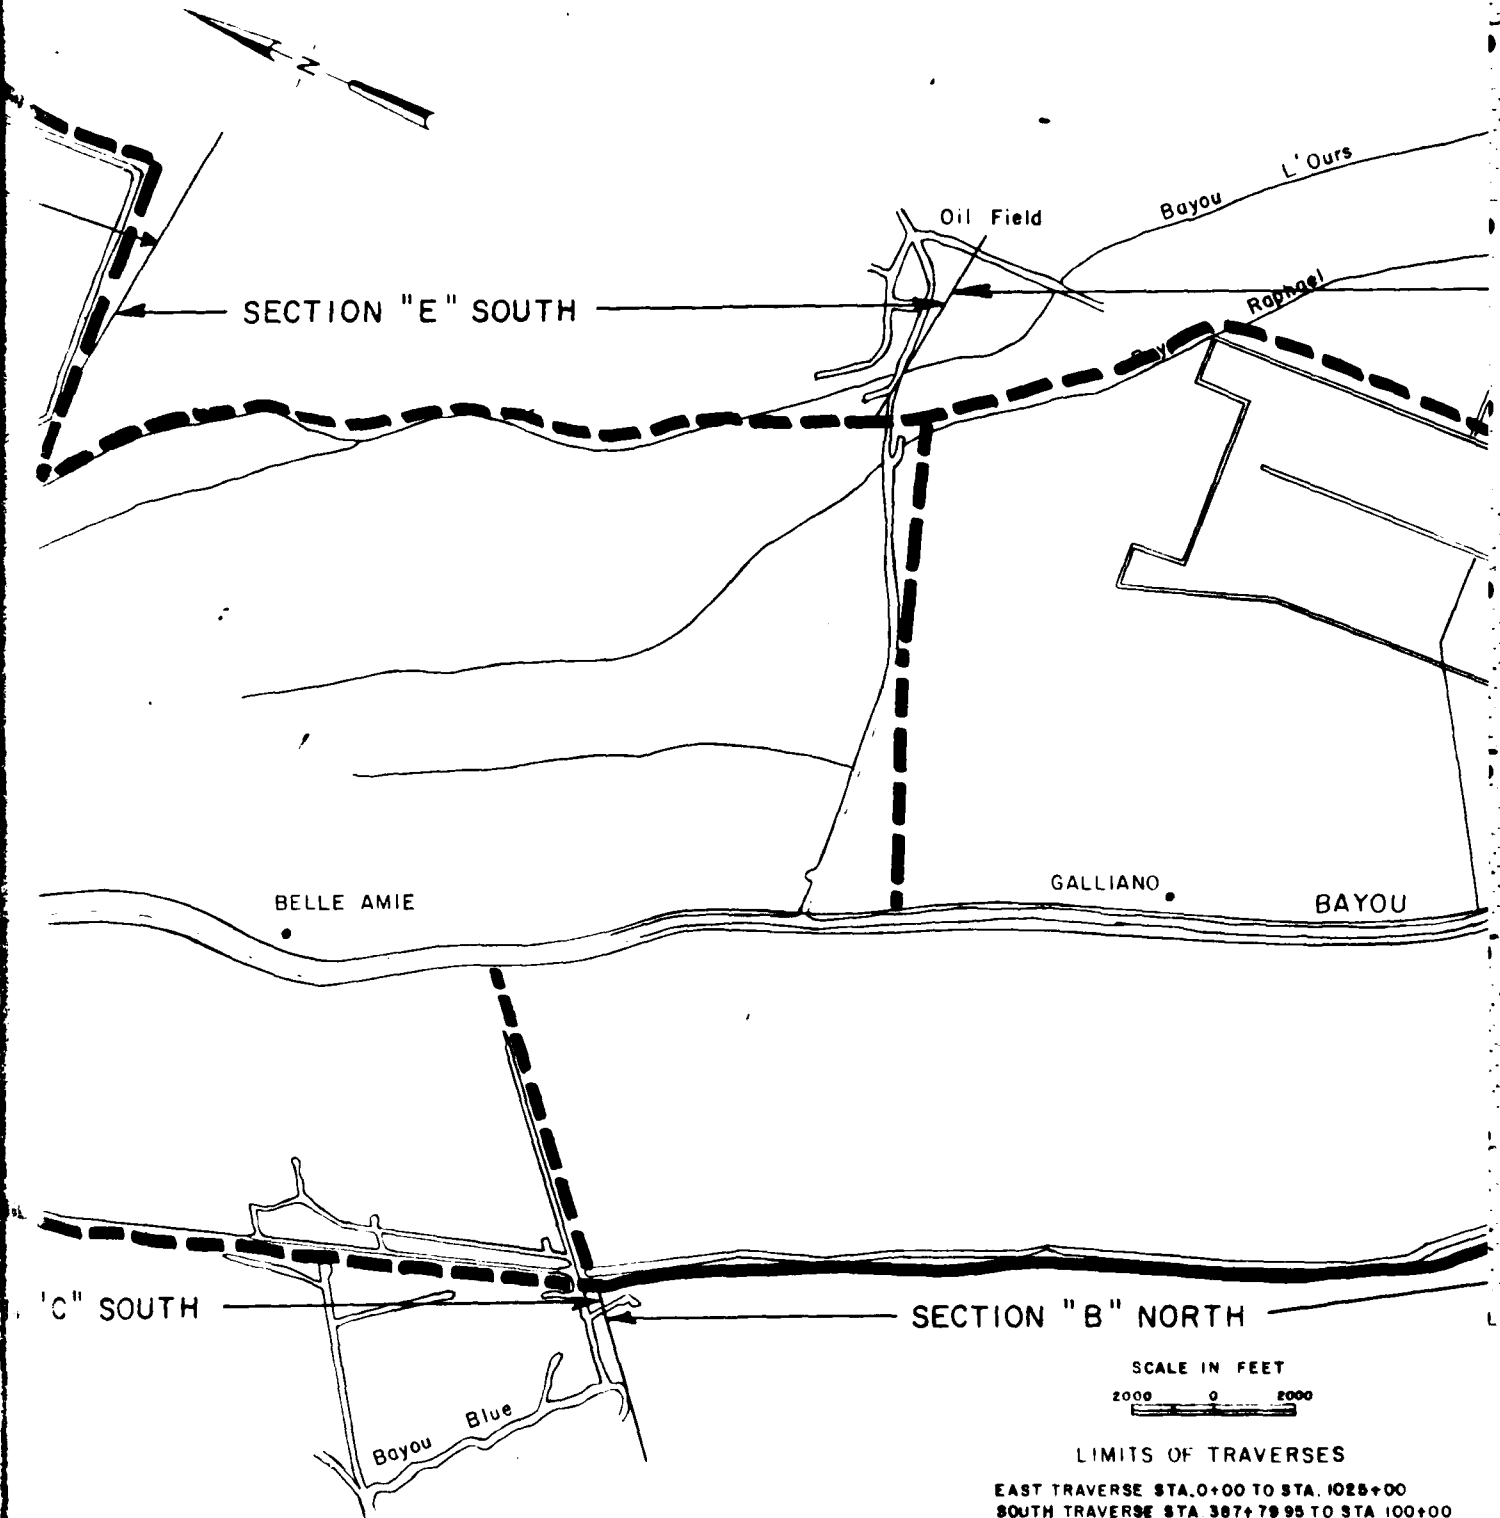 N
L'Ours
Bayou
Oil Field
Raphael
SECTION "E" SOUTH
BELLE AMIE
GALLIANO
BAYOU
'C" SOUTH
SECTION "B" NORTH
SCALE IN FEET
2000 0 2000
Bayou Blue
LIMITS OF TRAVERSES
EAST TRAVERSE STA. 0+00 TO STA. 1025+00
SOUTH TRAVERSE STA 387+79.95 TO STA 100+00